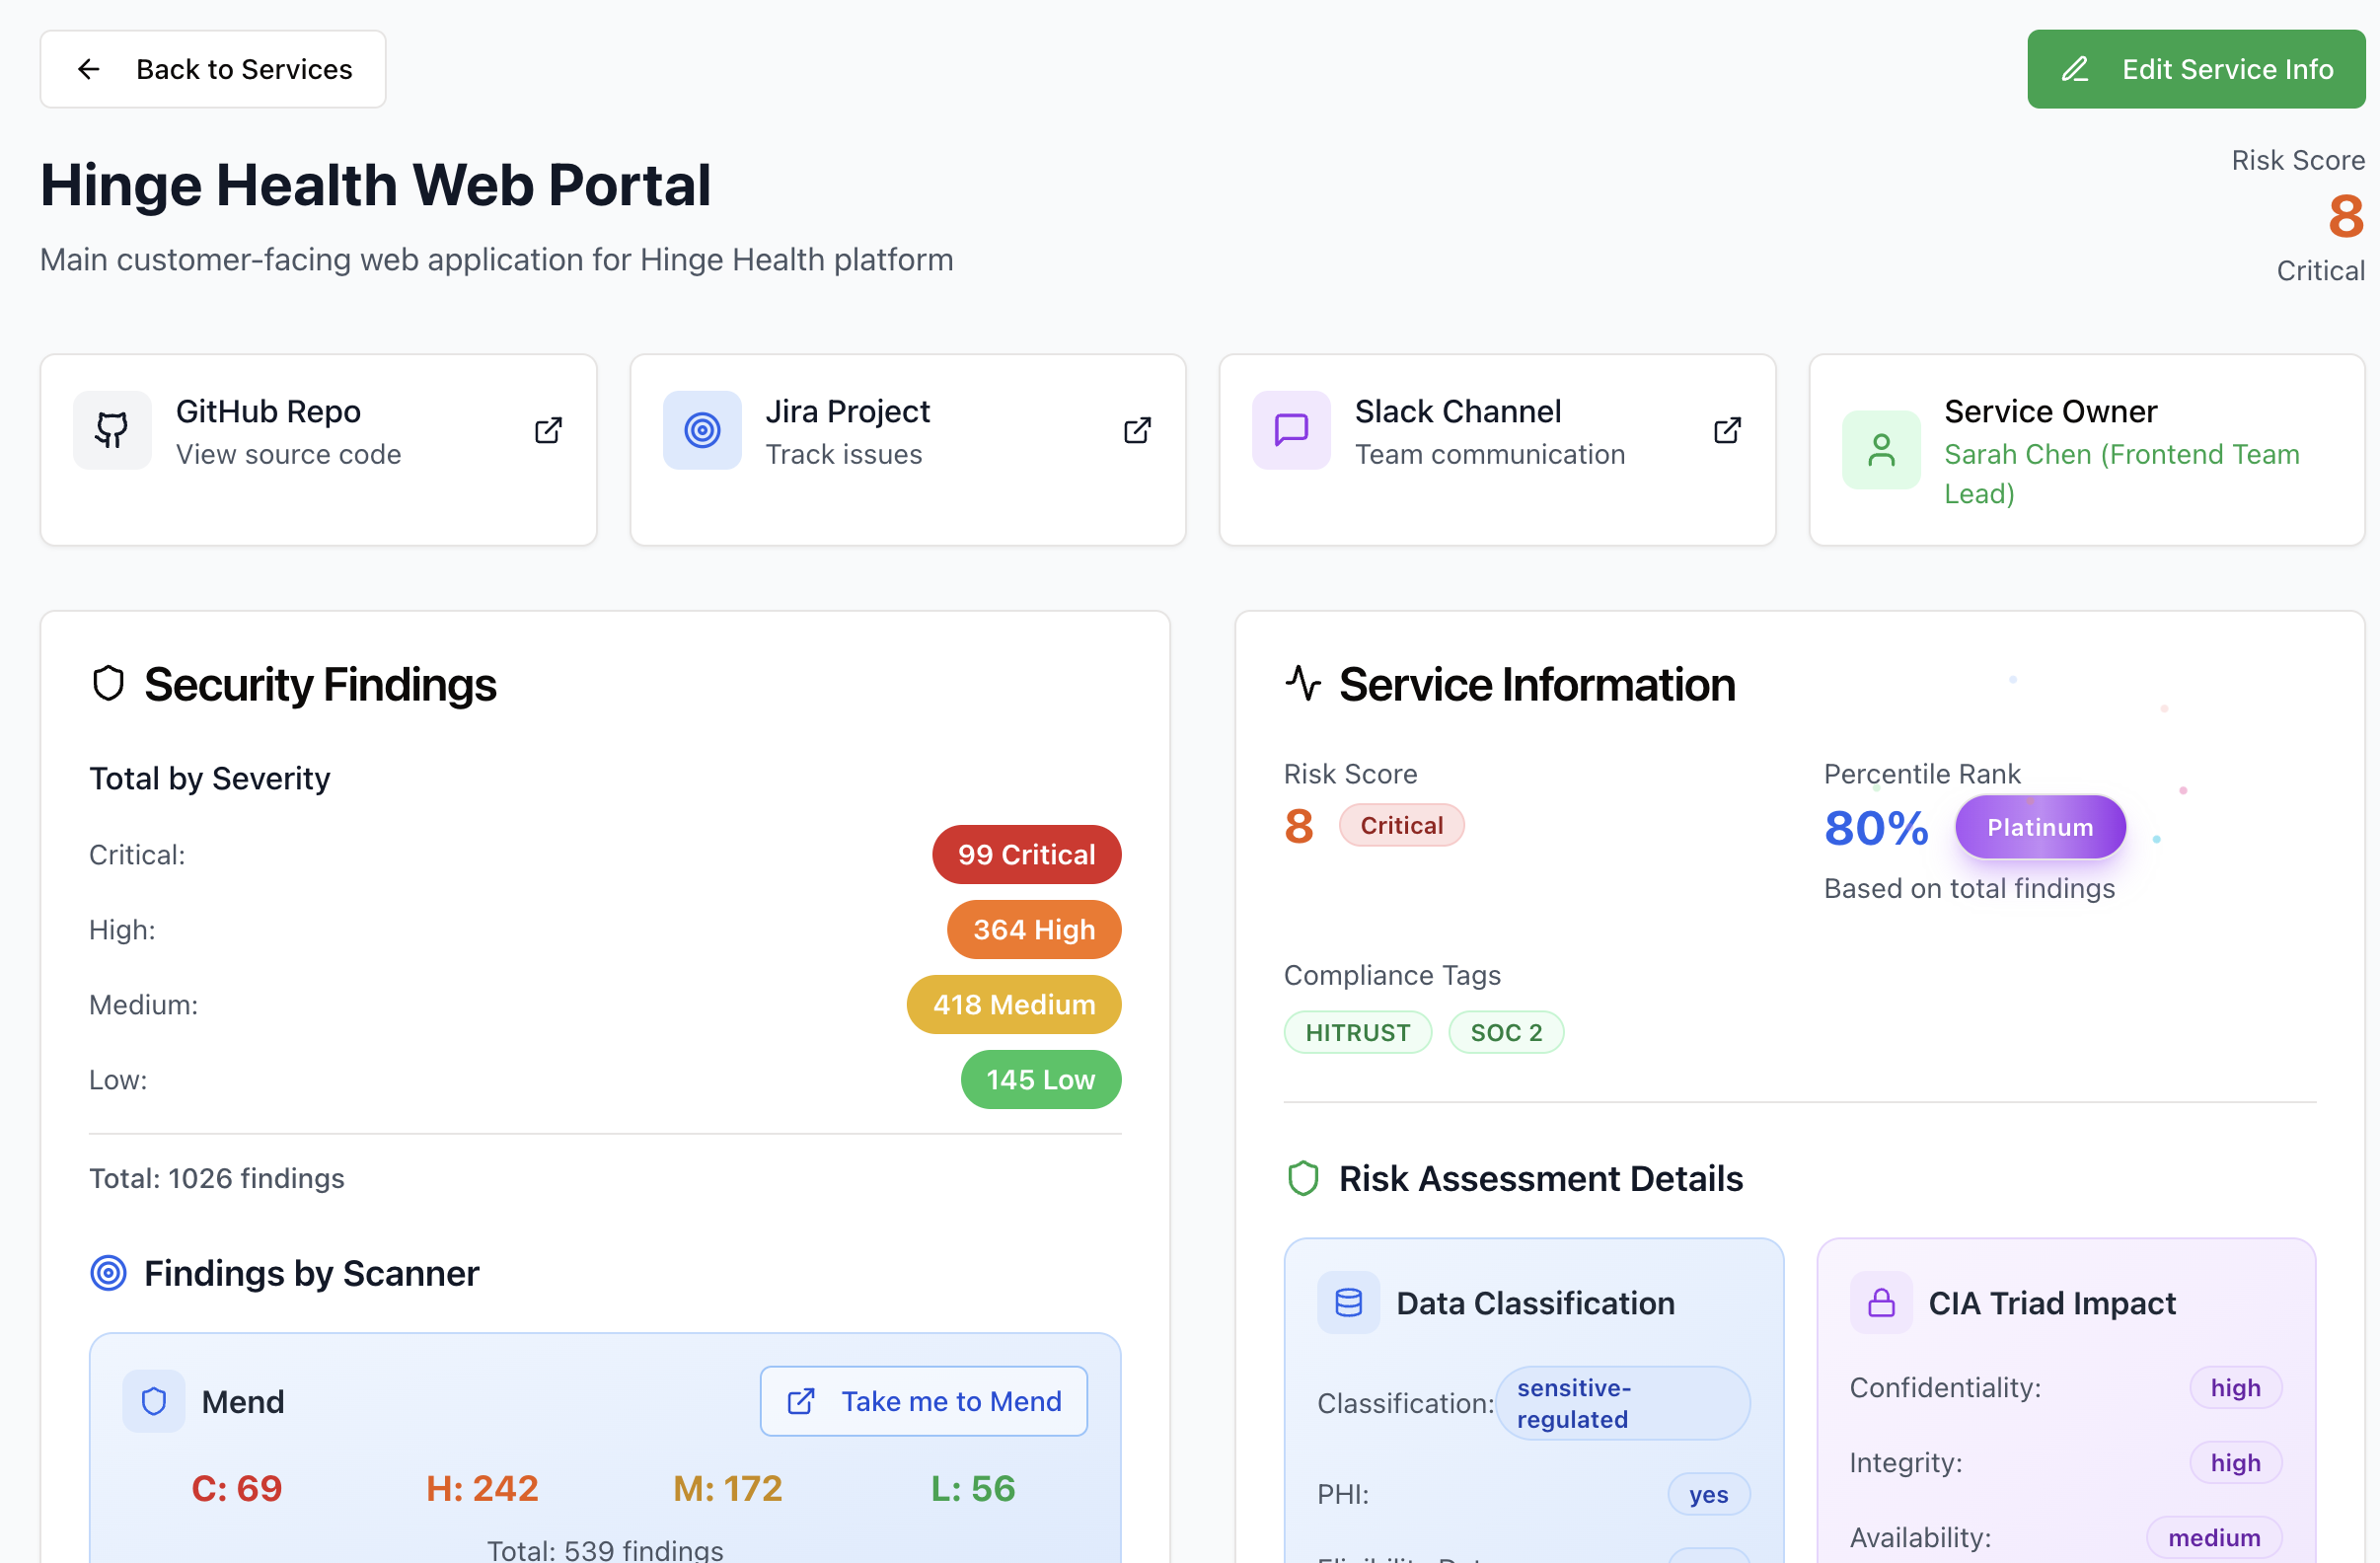 Back to Services
Edit Service Info
Hinge Health Web Portal
Main customer-facing web application for Hinge Health platform
Risk Score
8
Critical
GitHub Repo
View source code
Jira Project
Track issues
Slack Channel
Team communication
Service Owner
Sarah Chen (Frontend Team
Lead)
Security Findings
Total by Severity
Critical: 99 Critical
High: 364 High
Medium: 418 Medium
Low: 145 Low
Total: 1026 findings
Findings by Scanner
Mend
Take me to Mend
C: 69 H: 242 M: 172 L: 56
Total: 539 findings
Service Information
Risk Score
8 Critical
Percentile Rank
80% Platinum
Based on total findings
Compliance Tags
HITRUST SOC 2
Risk Assessment Details
Data Classification
Classification: sensitive-
regulated
PHI: yes
CIA Triad Impact
Confidentiality: high
Integrity: high
Availability: medium